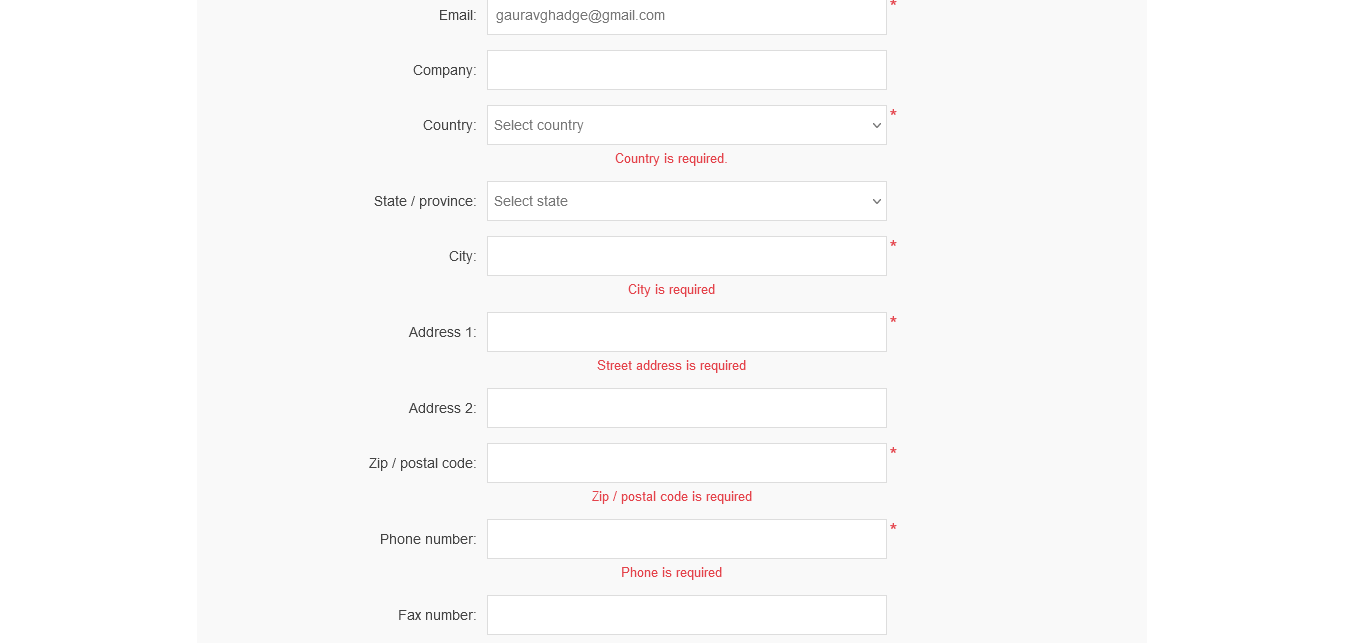 Email: gauravghadge@gmail.com *
Company:
Country: Select country *
Country is required.
State / province: Select state
City: *
City is required
Address 1: *
Street address is required
Address 2:
Zip / postal code: *
Zip / postal code is required
Phone number: *
Phone is required
Fax number: